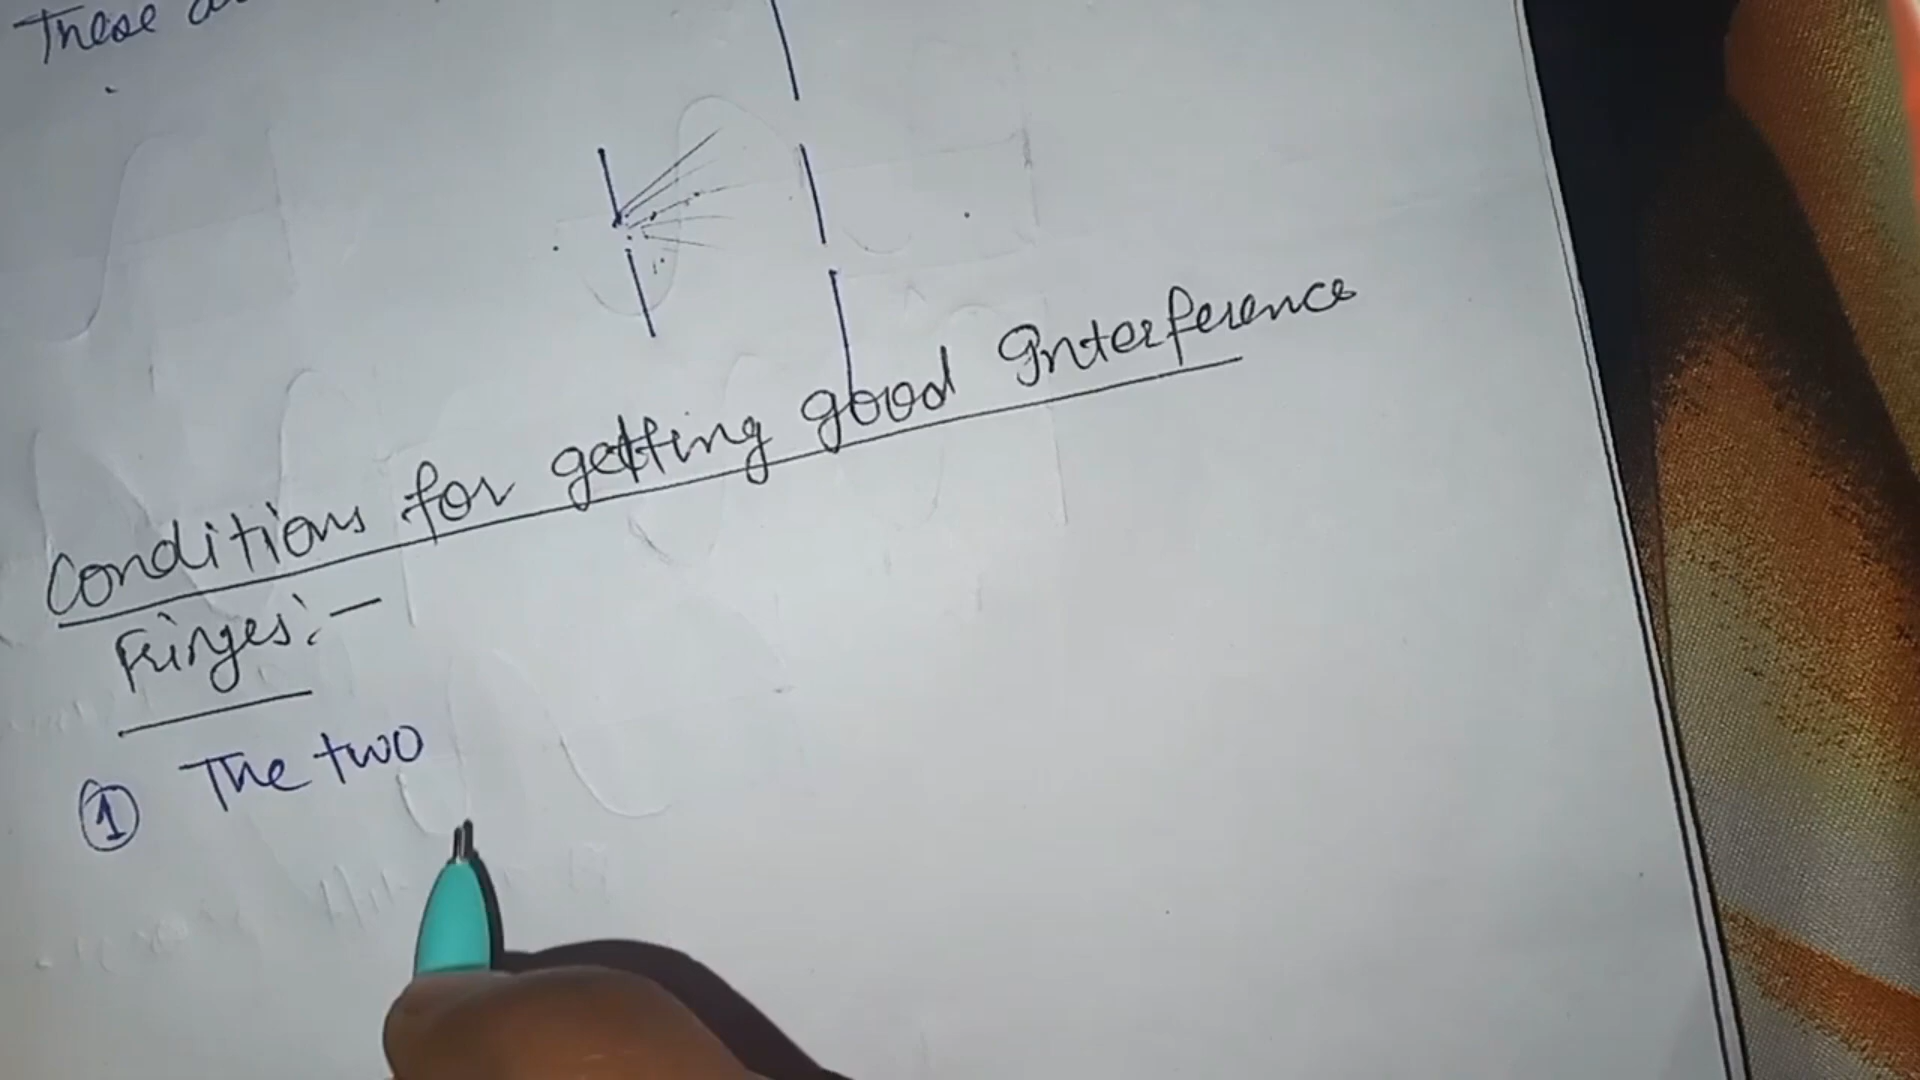 These
Conditions for getting good Interference
Fringes:-
① The two